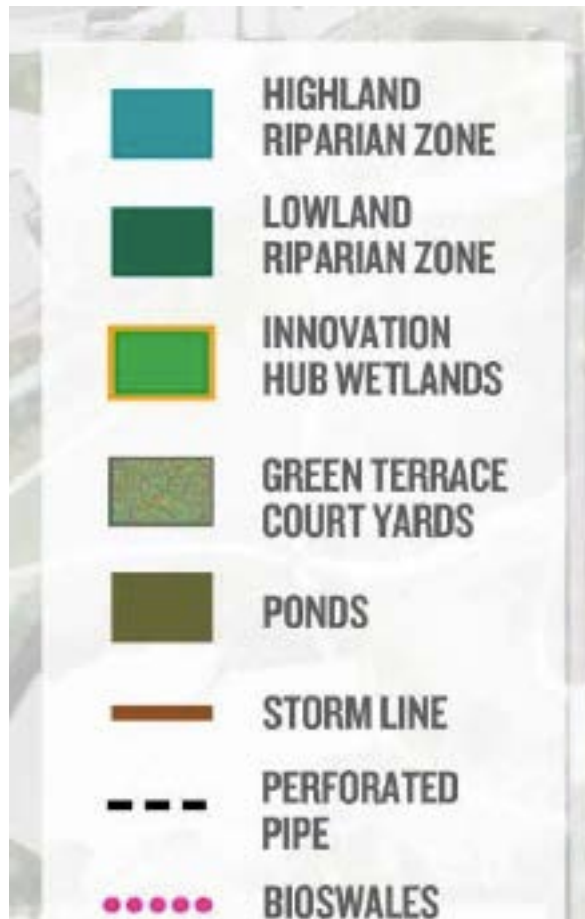 HIGHLAND
RIPARIAN ZONE
LOWLAND
RIPARIAN ZONE
INNOVATION
HUB WETLANDS
GREEN TERRACE
COURT YARDS
PONDS
STORM LINE
PERFORATED
PIPE
BIOSWALES